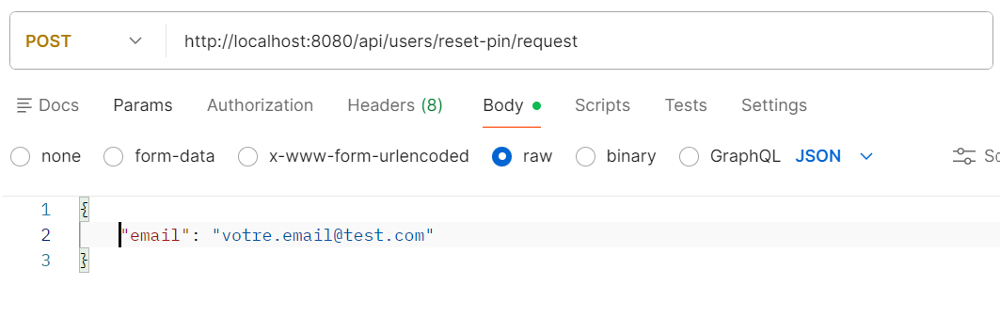 POST http://localhost:8080/api/users/reset-pin/request
Docs Params Authorization Headers (8) Body Scripts Tests Settings
none form-data x-www-form-urlencoded raw binary GraphQL JSON
1 {
2 "email": "votre.email@test.com"
3 }